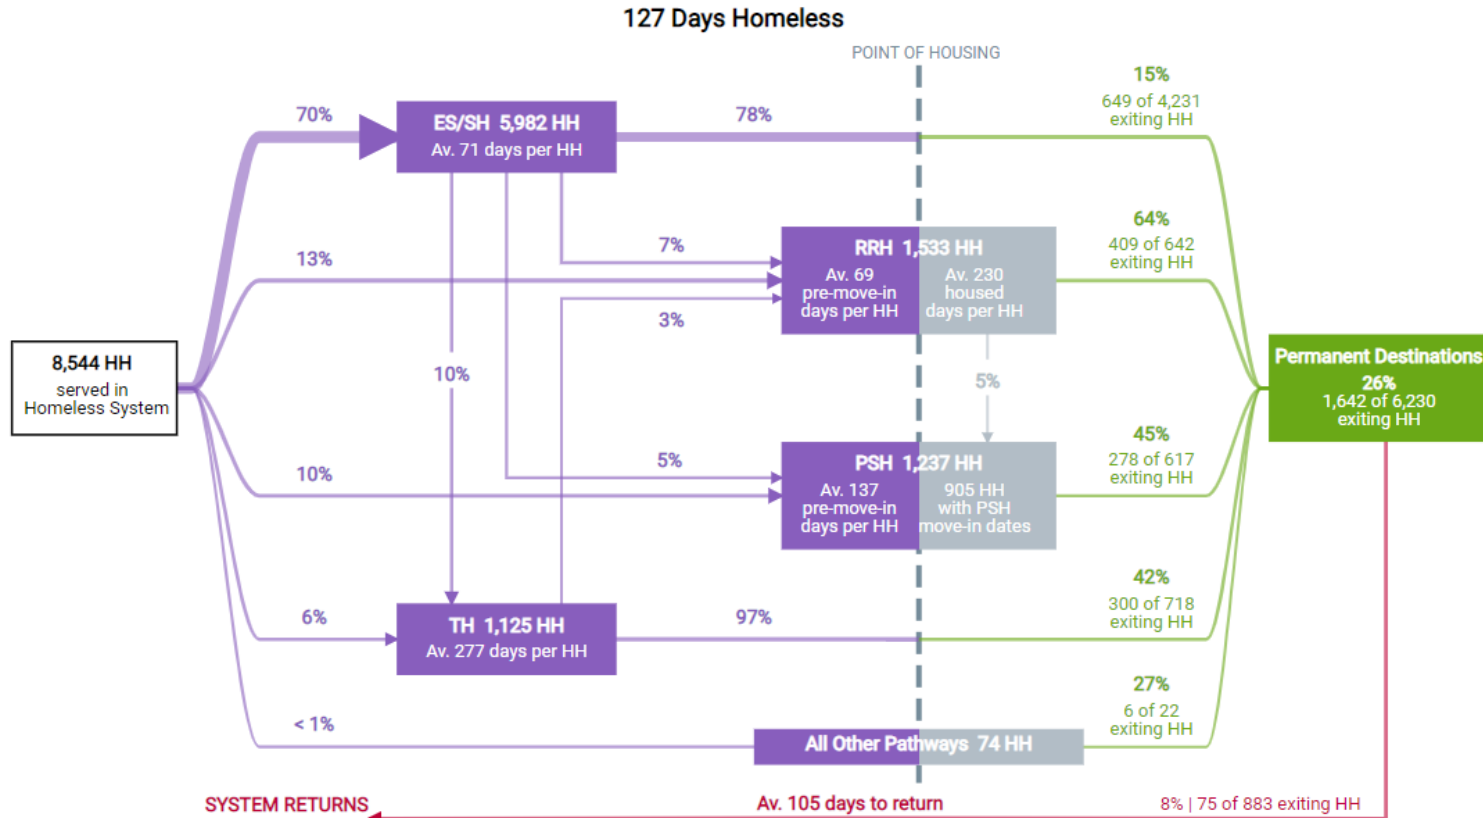 127 Days Homeless
POINT OF HOUSING
70%
ES/SH 5,982 HH
Av. 71 days per HH
78%
15%
649 of 4,231
exiting HH
13%
7%
RRH 1,533 HH
Av. 69
pre-move-in
days per HH
Av. 230
housed
days per HH
64%
409 of 642
exiting HH
3%
8,544 HH
served in
Homeless System
10%
5%
Permanent Destinations
26%
1,642 of 6,230
exiting HH
10%
5%
PSH 1,237 HH
Av. 137
pre-move-in
days per HH
905 HH
with PSH
move-in dates
45%
278 of 617
exiting HH
6%
TH 1,125 HH
Av. 277 days per HH
97%
42%
300 of 718
exiting HH
< 1%
All Other Pathways 74 HH
27%
6 of 22
exiting HH
SYSTEM RETURNS
Av. 105 days to return
8% | 75 of 883 exiting HH